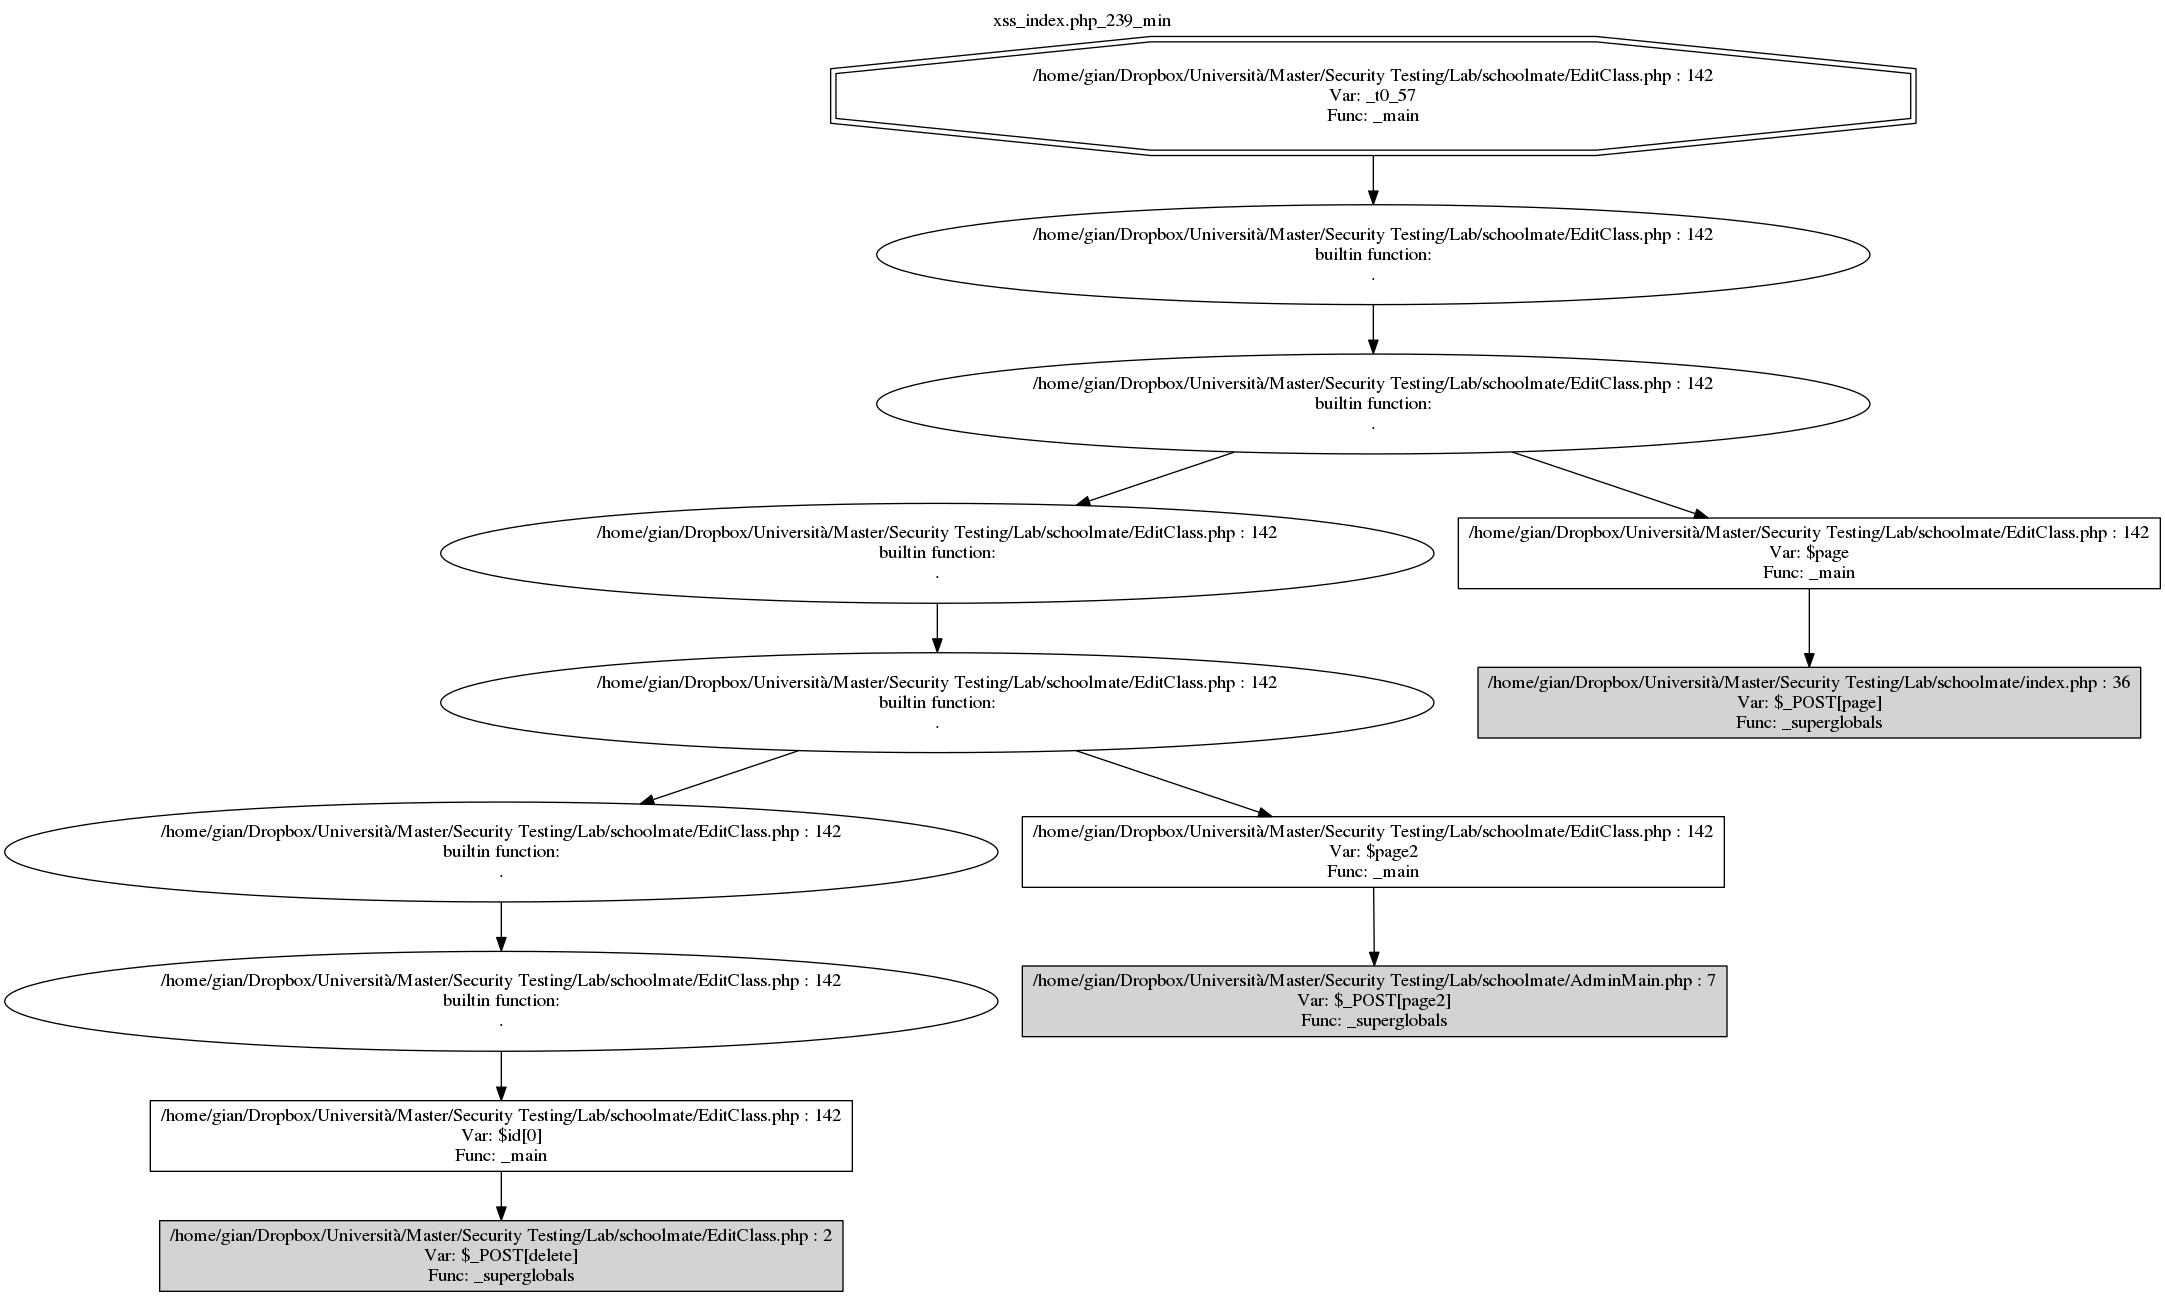 xss_index.php_239_min
/home/gian/Dropbox/Università/Master/Security Testing/Lab/schoolmate/EditClass.php : 142
Var: _t0_57
Func: _main
/home/gian/Dropbox/Università/Master/Security Testing/Lab/schoolmate/EditClass.php : 142
builtin function:
.
/home/gian/Dropbox/Università/Master/Security Testing/Lab/schoolmate/EditClass.php : 142
builtin function:
.
/home/gian/Dropbox/Università/Master/Security Testing/Lab/schoolmate/EditClass.php : 142
builtin function:
.
/home/gian/Dropbox/Università/Master/Security Testing/Lab/schoolmate/EditClass.php : 142
Var: $page
Func: _main
/home/gian/Dropbox/Università/Master/Security Testing/Lab/schoolmate/EditClass.php : 142
builtin function:
.
/home/gian/Dropbox/Università/Master/Security Testing/Lab/schoolmate/index.php : 36
Var: $_POST[page]
Func: _superglobals
/home/gian/Dropbox/Università/Master/Security Testing/Lab/schoolmate/EditClass.php : 142
builtin function:
.
/home/gian/Dropbox/Università/Master/Security Testing/Lab/schoolmate/EditClass.php : 142
Var: $page2
Func: _main
/home/gian/Dropbox/Università/Master/Security Testing/Lab/schoolmate/EditClass.php : 142
builtin function:
.
/home/gian/Dropbox/Università/Master/Security Testing/Lab/schoolmate/AdminMain.php : 7
Var: $_POST[page2]
Func: _superglobals
/home/gian/Dropbox/Università/Master/Security Testing/Lab/schoolmate/EditClass.php : 142
Var: $id[0]
Func: _main
/home/gian/Dropbox/Università/Master/Security Testing/Lab/schoolmate/EditClass.php : 2
Var: $_POST[delete]
Func: _superglobals